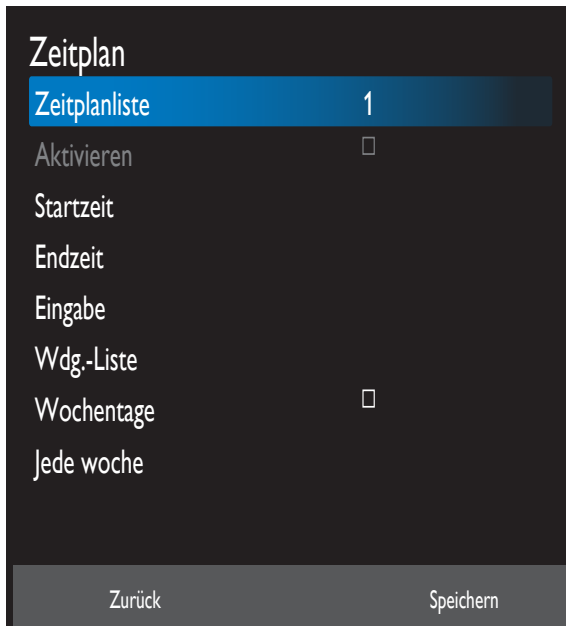 Zeitplan
Zeitplanliste 1
Aktivieren
Startzeit
Endzeit
Eingabe
Wdg.-Liste
Wochentage
Jede woche
Zurück Speichern